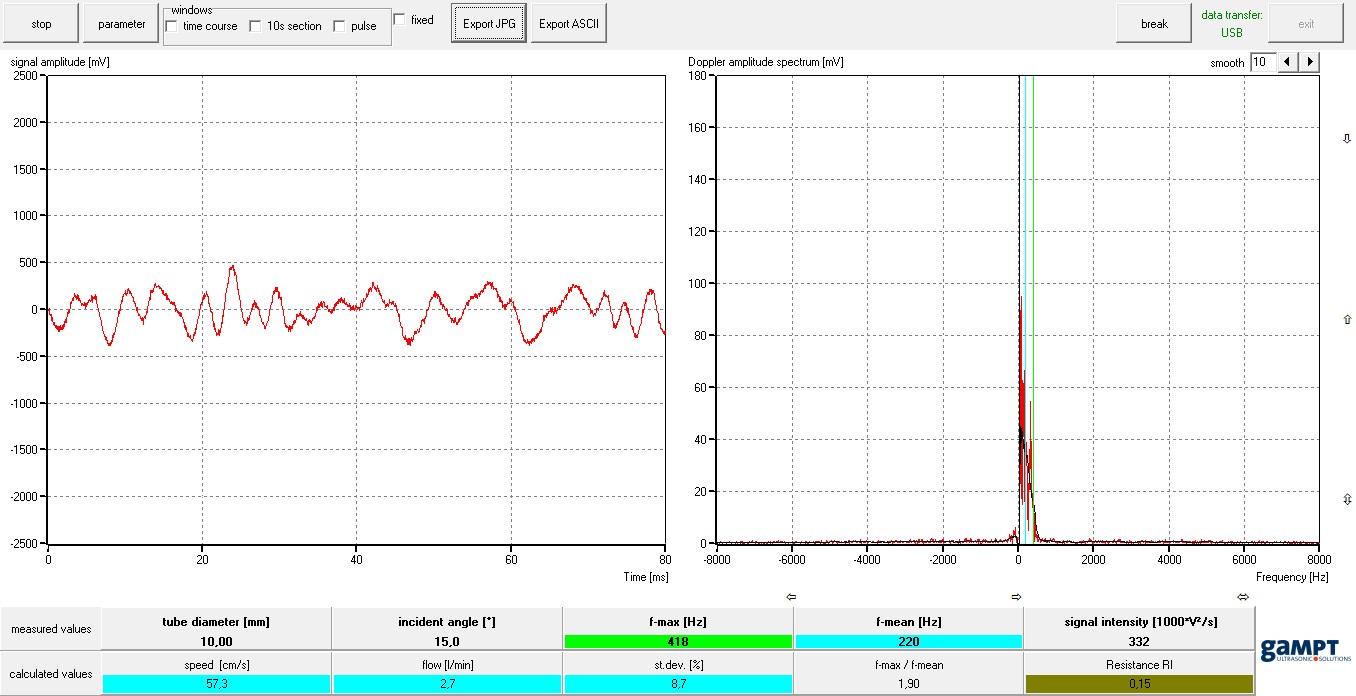 stop
parameter
windows
time course
10s section
pulse
fixed
Export JPG
Export ASCII
break
data transfer:
USB
exit
signal amplitude [mV]
2500
2000
1500
1000
500
0
-500
-1000
-1500
-2000
-2500
0
20
40
60
80
Time [ms]
Doppler amplitude spectrum [mV]
smooth
10
180
160
140
120
100
80
60
40
20
0
-8000
-6000
-4000
-2000
0
2000
4000
6000
8000
Frequency [Hz]
measured values
tube diameter [mm]
10,00
incident angle [°]
15,0
f-max [Hz]
418
f-mean [Hz]
220
signal intensity [1000*V²/s]
332
calculated values
speed [cm/s]
57,3
flow [l/min]
2,7
st.dev. [%]
8,7
f-max / f-mean
1,90
Resistance RI
0,15
gAMPT
ULTRASONIC SOLUTIONS